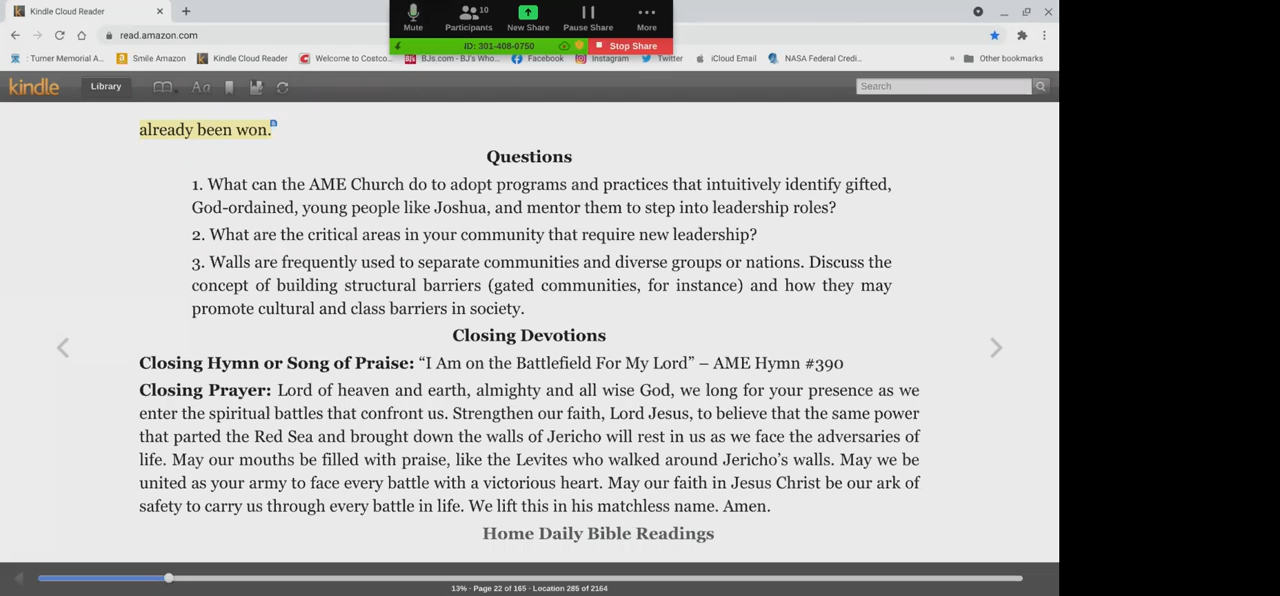 Kindle Cloud Reader
Mute
Participants 10
New Share
Pause Share
More
read.amazon.com
ID: 301-408-0750
Stop Share
: Turner Memorial A...
Smile Amazon
Kindle Cloud Reader
Welcome to Costco...
BJs.com - BJ's Who...
Facebook
Instagram
Twitter
iCloud Email
NASA Federal Credi...
Other bookmarks
kindle
Library
Aa
Search
already been won.
Questions
1. What can the AME Church do to adopt programs and practices that intuitively identify gifted,
God-ordained, young people like Joshua, and mentor them to step into leadership roles?
2. What are the critical areas in your community that require new leadership?
3. Walls are frequently used to separate communities and diverse groups or nations. Discuss the
concept of building structural barriers (gated communities, for instance) and how they may
promote cultural and class barriers in society.
Closing Devotions
Closing Hymn or Song of Praise: “I Am on the Battlefield For My Lord” – AME Hymn #390
Closing Prayer: Lord of heaven and earth, almighty and all wise God, we long for your presence as we
enter the spiritual battles that confront us. Strengthen our faith, Lord Jesus, to believe that the same power
that parted the Red Sea and brought down the walls of Jericho will rest in us as we face the adversaries of
life. May our mouths be filled with praise, like the Levites who walked around Jericho’s walls. May we be
united as your army to face every battle with a victorious heart. May our faith in Jesus Christ be our ark of
safety to carry us through every battle in life. We lift this in his matchless name. Amen.
Home Daily Bible Readings
13% · Page 22 of 165 · Location 285 of 2164